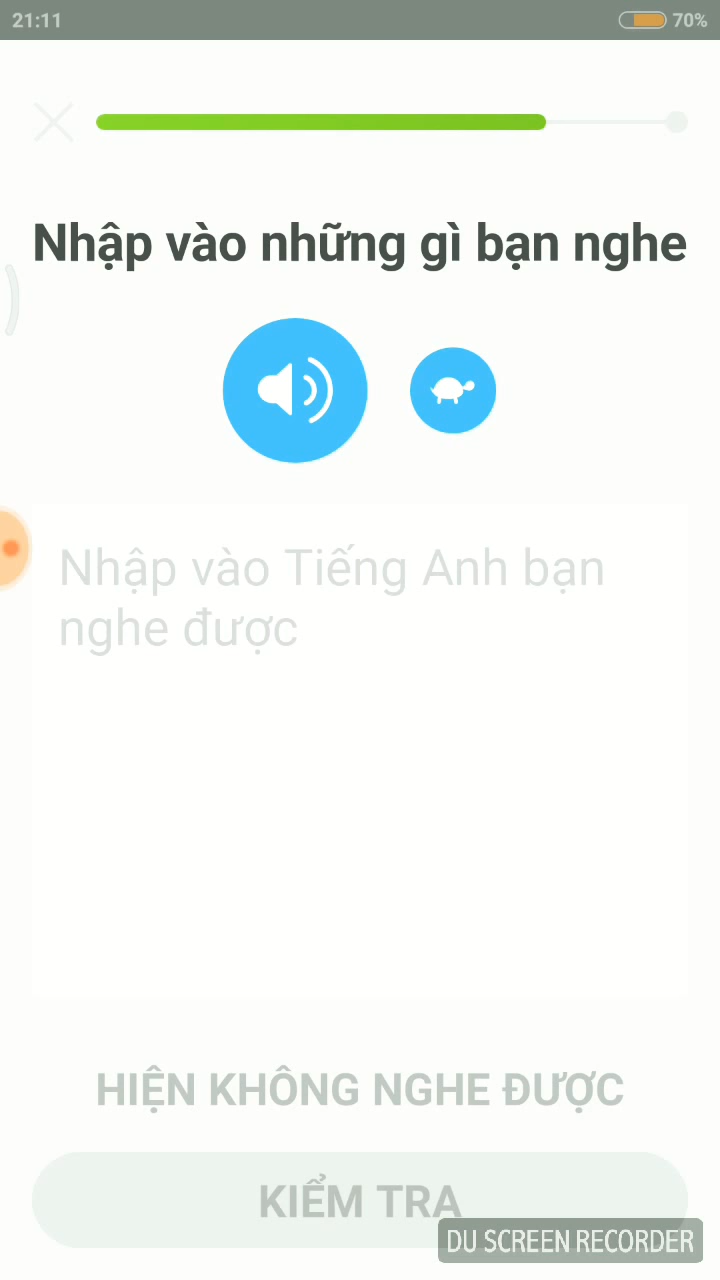 21:11
70%
Nhập vào những gì bạn nghe
Nhập vào Tiếng Anh bạn
nghe được
HIỆN KHÔNG NGHE ĐƯỢC
KIỂM TRA
DU SCREEN RECORDER